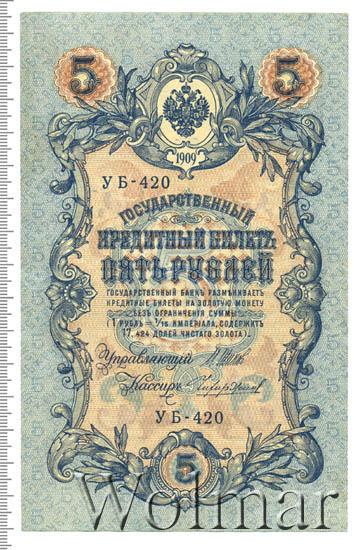 5 5
1909
УБ-420
ГОСУДАРСТВЕННЫЙ
КРЕДИТНЫЙ БИЛЕТЪ
ПЯТЬ РУБЛЕЙ
ГОСУДАРСТВЕННЫЙ БАНКЪ РАЗМѢНИВАЕТЪ
КРЕДИТНЫЕ БИЛЕТЫ НА ЗОЛОТУЮ МОНЕТУ
БЕЗЪ ОГРАНИЧЕНІЯ СУММЫ
(1 РУБЛЬ = 1/15 ИМПЕРІАЛА, СОДЕРЖИТЪ
17,424 ДОЛЕЙ ЧИСТАГО ЗОЛОТА).
Управляющій
Кассиръ
УБ-420
5
Wolmar